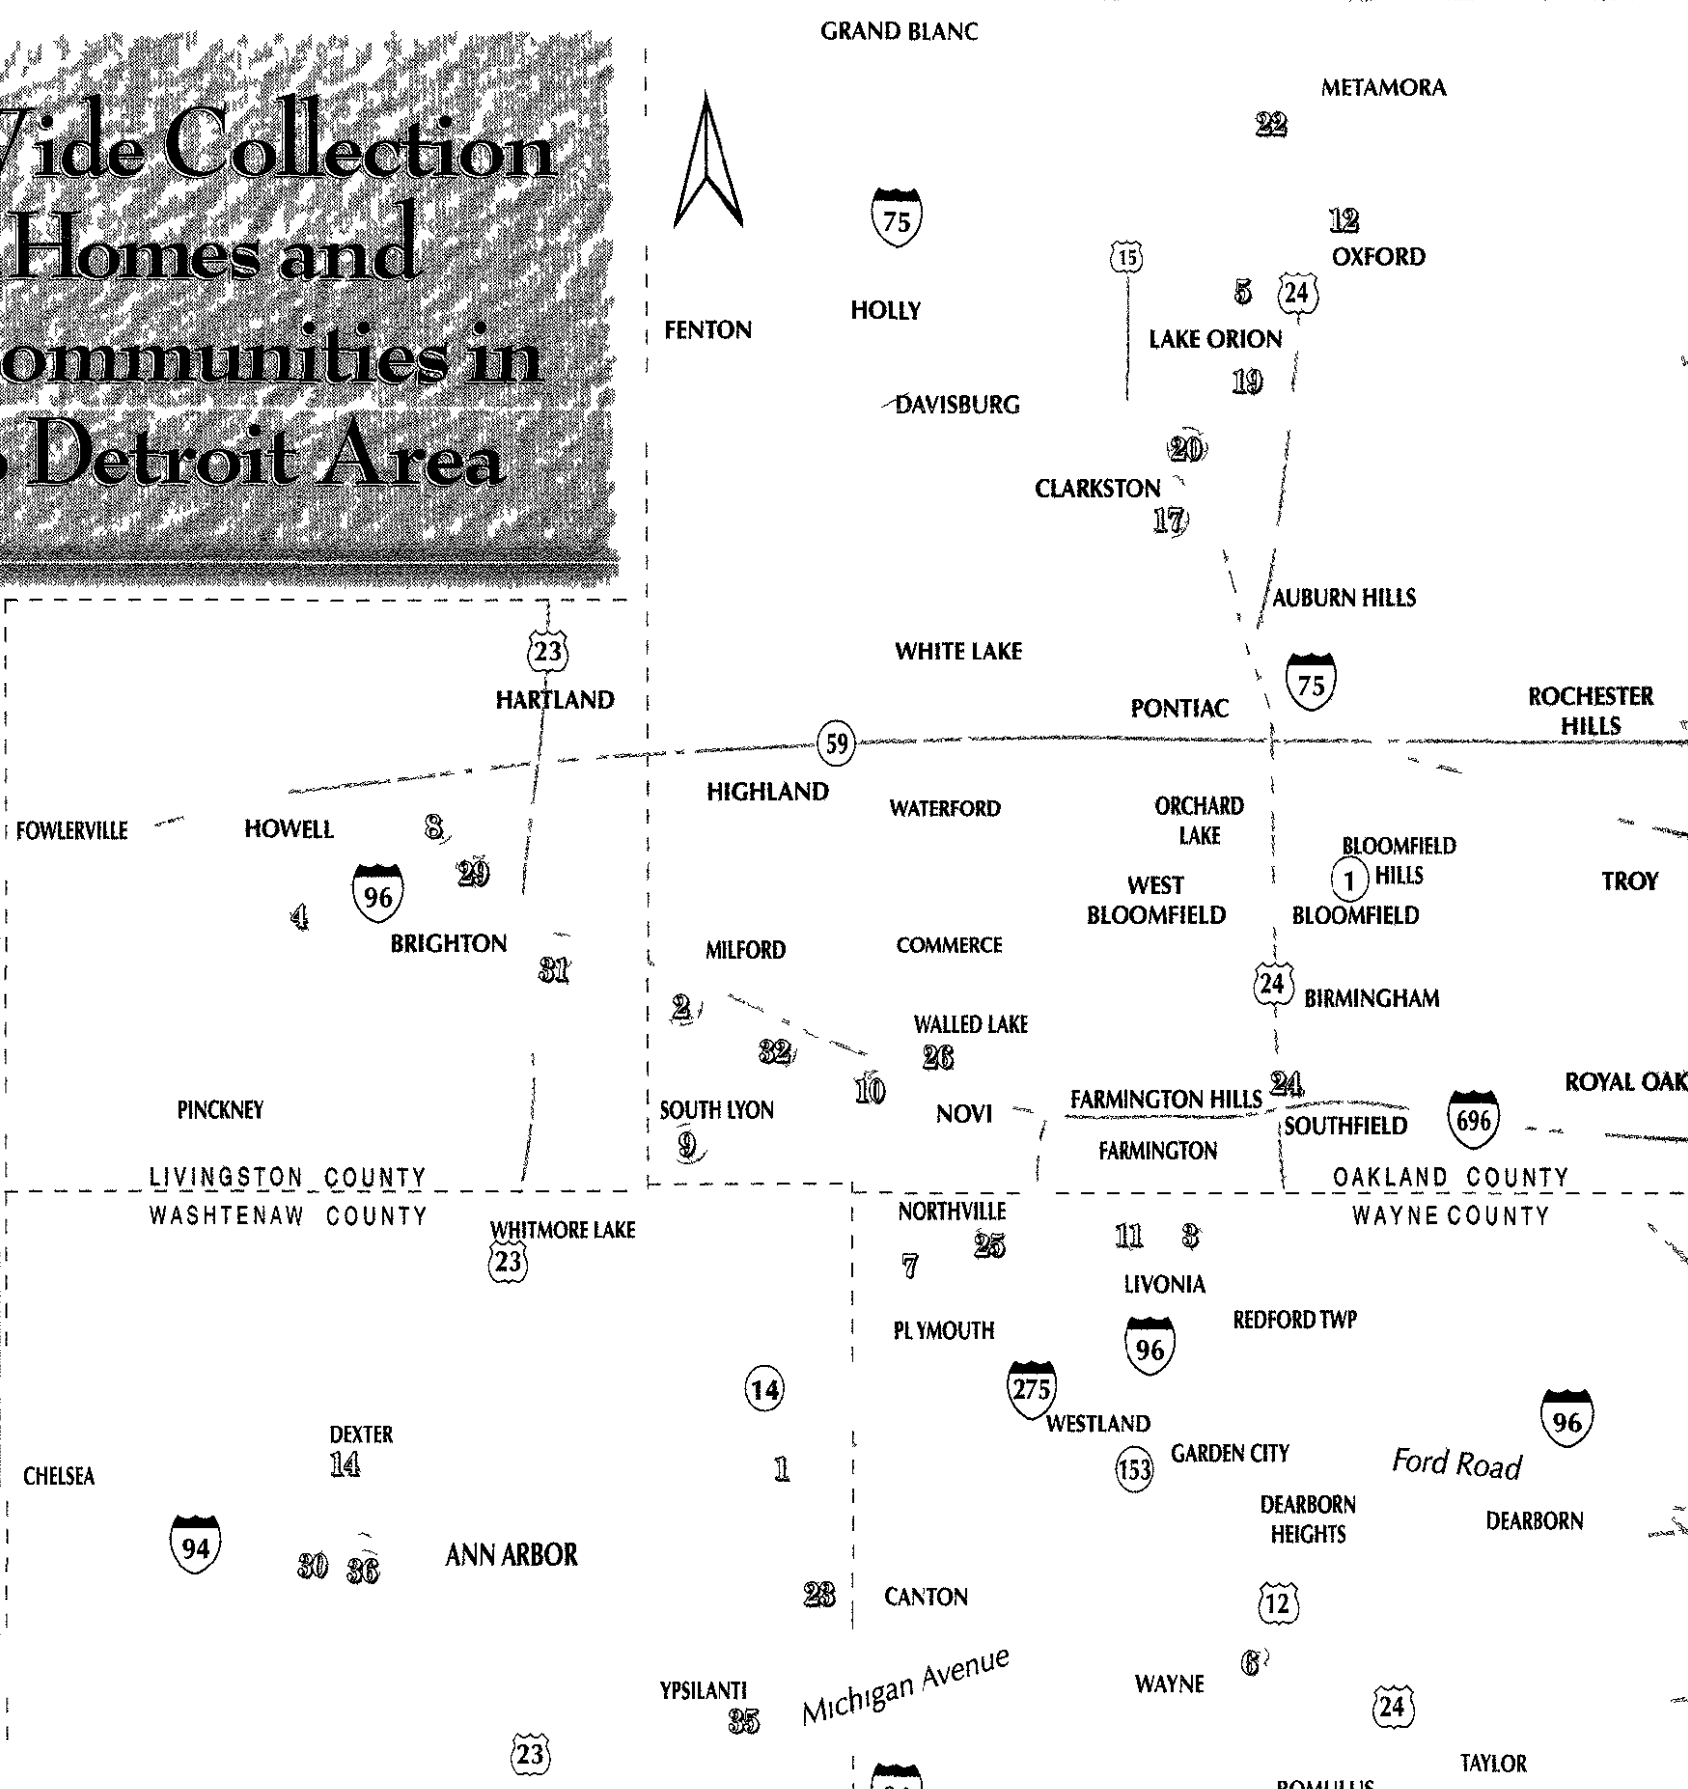 GRAND BLANC
METAMORA
22
ide Collection
Homes and
ommunities in
Detroit Area
75
12
OXFORD
15
5
24
HOLLY
FENTON
LAKE ORION
19
DAVISBURG
20
CLARKSTON
17
AUBURN HILLS
23
WHITE LAKE
75
HARTLAND
PONTIAC
ROCHESTER
HILLS
59
HIGHLAND
WATERFORD
ORCHARD
LAKE
FOWLERVILLE
HOWELL
8
29
96
4
BLOOMFIELD
HILLS
1
TROY
WEST
BLOOMFIELD
BLOOMFIELD
BRIGHTON
31
MILFORD
COMMERCE
24
BIRMINGHAM
2
WALLED LAKE
26
32
10
24
ROYAL OAK
PINCKNEY
SOUTH LYON
9
NOVI
FARMINGTON HILLS
SOUTHFIELD
696
FARMINGTON
LIVINGSTON COUNTY
OAKLAND COUNTY
WASHTENAW COUNTY
WAYNE COUNTY
WHITMORE LAKE
23
NORTHVILLE
25
7
11
3
LIVONIA
PLYMOUTH
REDFORD TWP
96
14
275
WESTLAND
96
DEXTER
14
CHELSEA
1
153
GARDEN CITY
Ford Road
DEARBORN
HEIGHTS
DEARBORN
94
30
36
ANN ARBOR
23
CANTON
12
6
WAYNE
YPSILANTI
35
Michigan Avenue
24
23
TAYLOR
ROMULUS